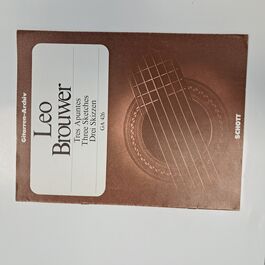 Gitarren-Archiv
Leo
Brouwer
Tres Apuntes
Three Sketches
Drei Skizzen
GA 426
SCHOTT